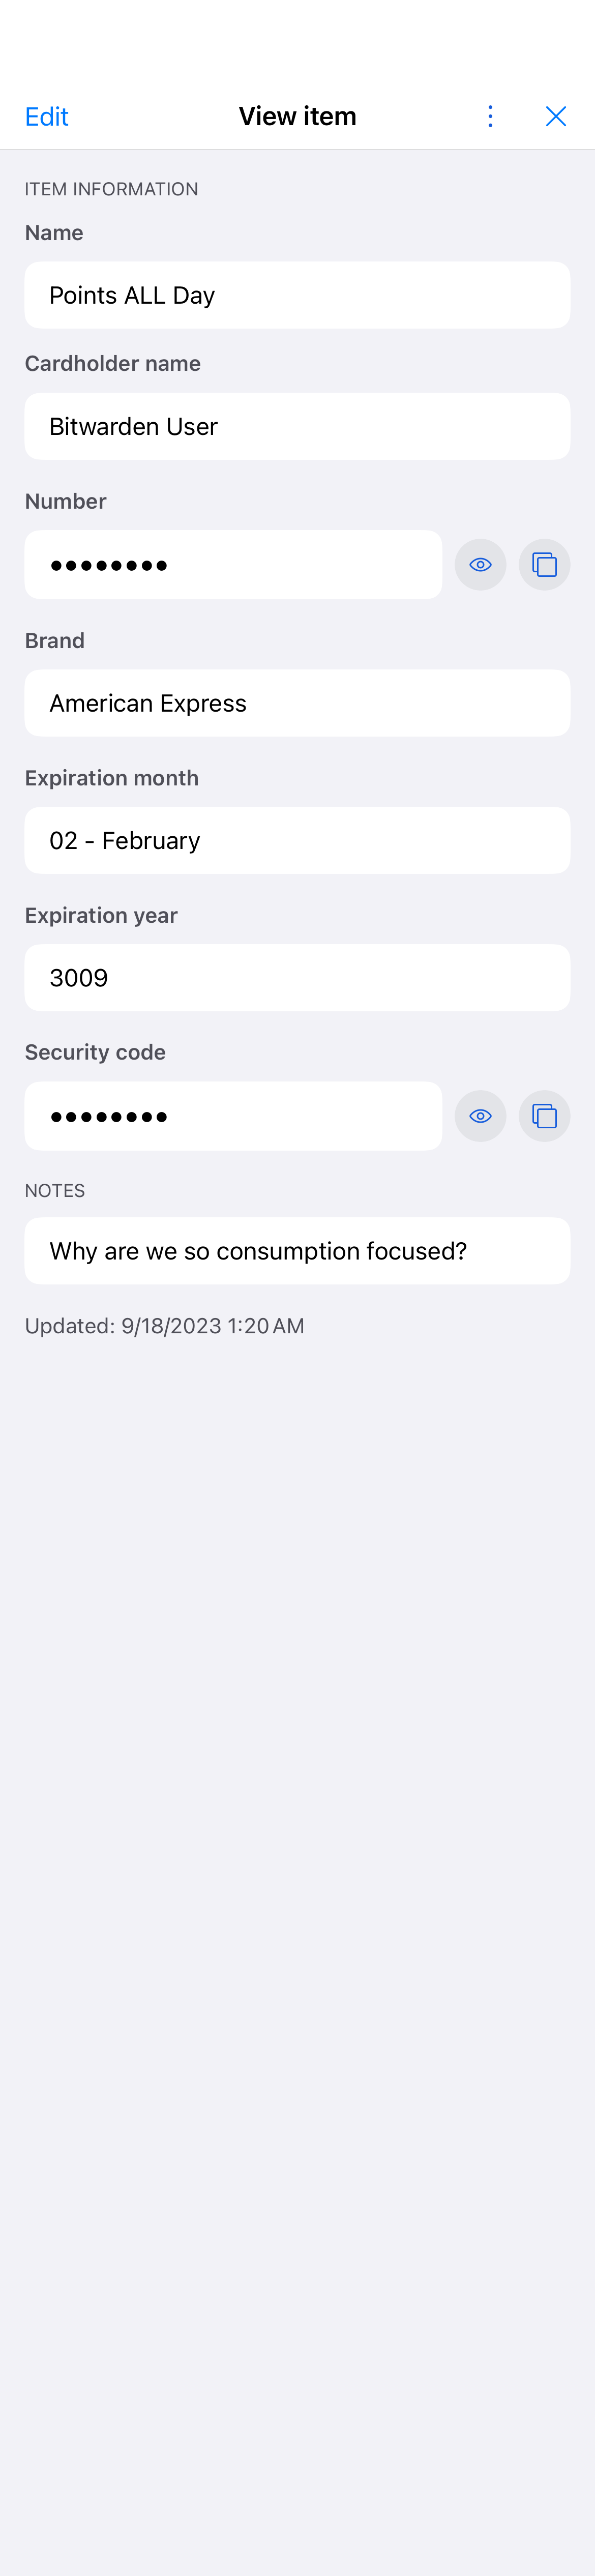 Edit View item
ITEM INFORMATION
Name
Points ALL Day
Cardholder name
Bitwarden User
Number
●●●●●●●●
Brand
American Express
Expiration month
02 - February
Expiration year
3009
Security code
●●●●●●●●
NOTES
Why are we so consumption focused?
Updated: 9/18/2023 1:20 AM